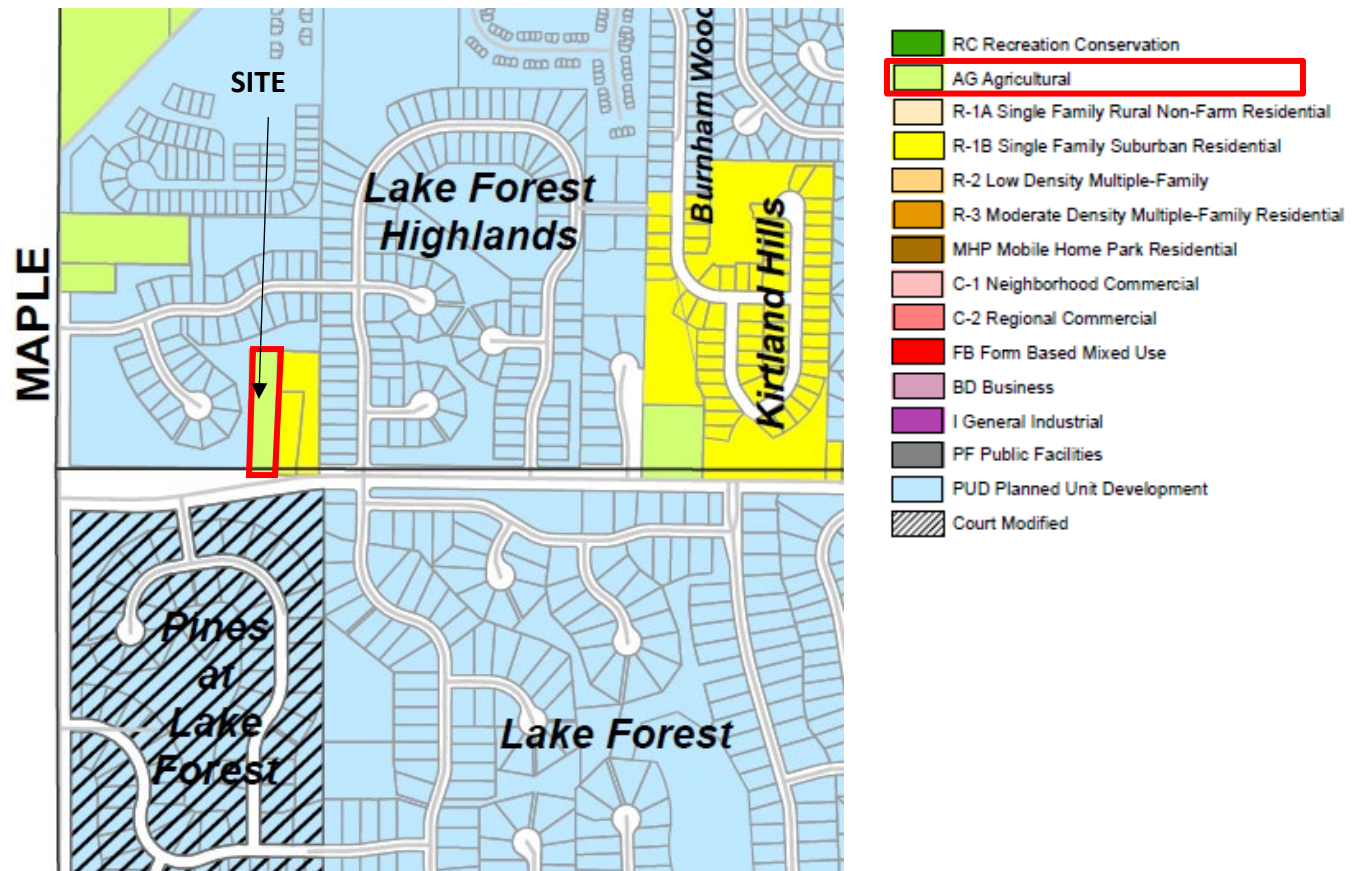 SITE
MAPLE
Burnham Wood
Lake Forest
Highlands
Kirtland Hills
Pines
at
Lake
Forest
Lake Forest
RC Recreation Conservation
AG Agricultural
R-1A Single Family Rural Non-Farm Residential
R-1B Single Family Suburban Residential
R-2 Low Density Multiple-Family
R-3 Moderate Density Multiple-Family Residential
MHP Mobile Home Park Residential
C-1 Neighborhood Commercial
C-2 Regional Commercial
FB Form Based Mixed Use
BD Business
I General Industrial
PF Public Facilities
PUD Planned Unit Development
Court Modified